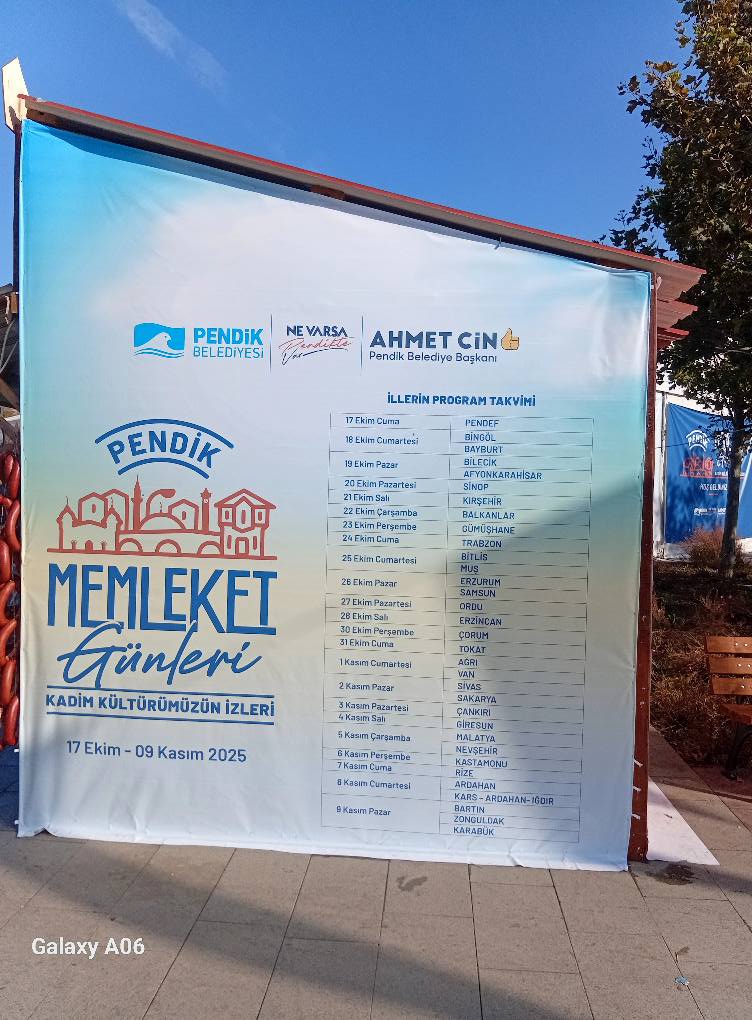 PENDİK
BELEDİYESİ
NE VARSA
Pendikte
Var
AHMET CİN
Pendik Belediye Başkanı
İLLERİN PROGRAM TAKVİMİ
17 Ekim Cuma PENDEF
18 Ekim Cumartesi BİNGÖL
BAYBURT
19 Ekim Pazar BİLECİK
AFYONKARAHİSAR
20 Ekim Pazartesi SİNOP
21 Ekim Salı KIRŞEHİR
22 Ekim Çarşamba BALKANLAR
23 Ekim Perşembe GÜMÜŞHANE
24 Ekim Cuma TRABZON
25 Ekim Cumartesi BİTLİS
MUŞ
26 Ekim Pazar ERZURUM
SAMSUN
27 Ekim Pazartesi ORDU
28 Ekim Salı ERZİNCAN
30 Ekim Perşembe ÇORUM
31 Ekim Cuma TOKAT
1 Kasım Cumartesi AĞRI
VAN
2 Kasım Pazar SİVAS
SAKARYA
3 Kasım Pazartesi ÇANKIRI
4 Kasım Salı GİRESUN
5 Kasım Çarşamba MALATYA
NEVŞEHİR
6 Kasım Perşembe KASTAMONU
7 Kasım Cuma RİZE
8 Kasım Cumartesi ARDAHAN
KARS - ARDAHAN- IĞDIR
9 Kasım Pazar BARTIN
ZONGULDAK
KARABÜK
PENDİK
MEMLEKET
Günleri
KADİM KÜLTÜRÜMÜZÜN İZLERİ
17 Ekim - 09 Kasım 2025
PENDİK
Galaxy A06